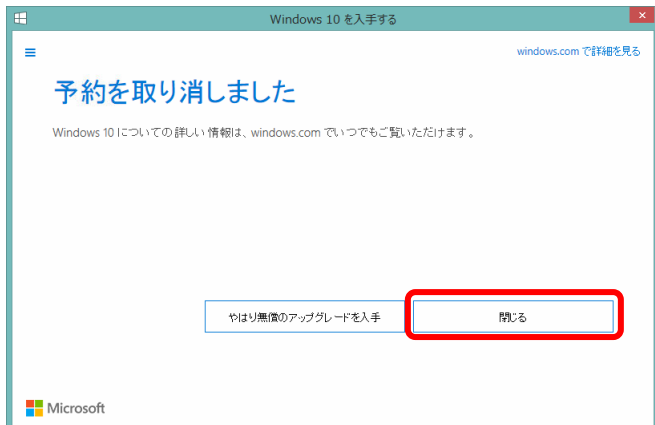 Windows 10 を入手する
windows.com で詳細を見る
予約を取り消しました
Windows 10 についての詳しい情報は、windows.com でいつでもご覧いただけます。
やはり無償のアップグレードを入手
閉じる
Microsoft